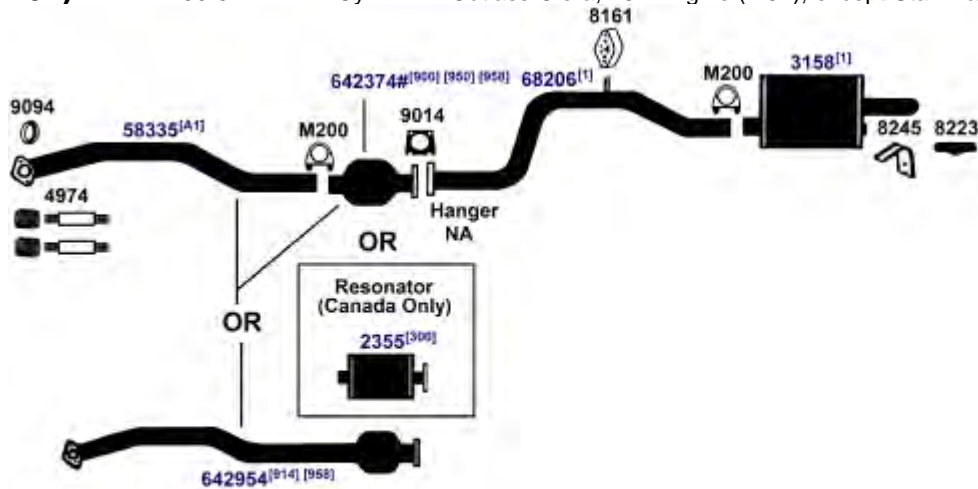 8161
642374#[906] [950] [958]
68206[1]
3158[1]
M200
9094
58335[A1]
M200
9014
8245
8223
4974
Hanger
NA
OR
Resonator
(Canada Only)
2355[300]
OR
642954[914] [958]